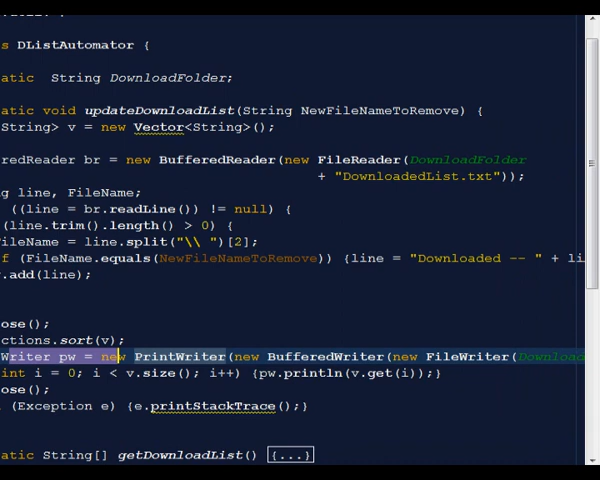 s DListAutomator {
atic String DownloadFolder;
atic void updateDownloadList(String NewFileNameToRemove) {
String> v = new Vector<String>();
redReader br = new BufferedReader(new FileReader(DownloadFolder
+ "DownloadedList.txt"));
g line, FileName;
((line = br.readLine()) != null) {
(line.trim().length() > 0) {
ileName = line.split("\\ ")[2];
f (FileName.equals(NewFileNameToRemove)) {line = "Downloaded -- " + li
.add(line);
ose();
ctions.sort(v);
Writer pw = new PrintWriter(new BufferedWriter(new FileWriter(Download
int i = 0; i < v.size(); i++) {pw.println(v.get(i));}
ose();
(Exception e) {e.printStackTrace();}
atic String[] getDownloadList() {...}